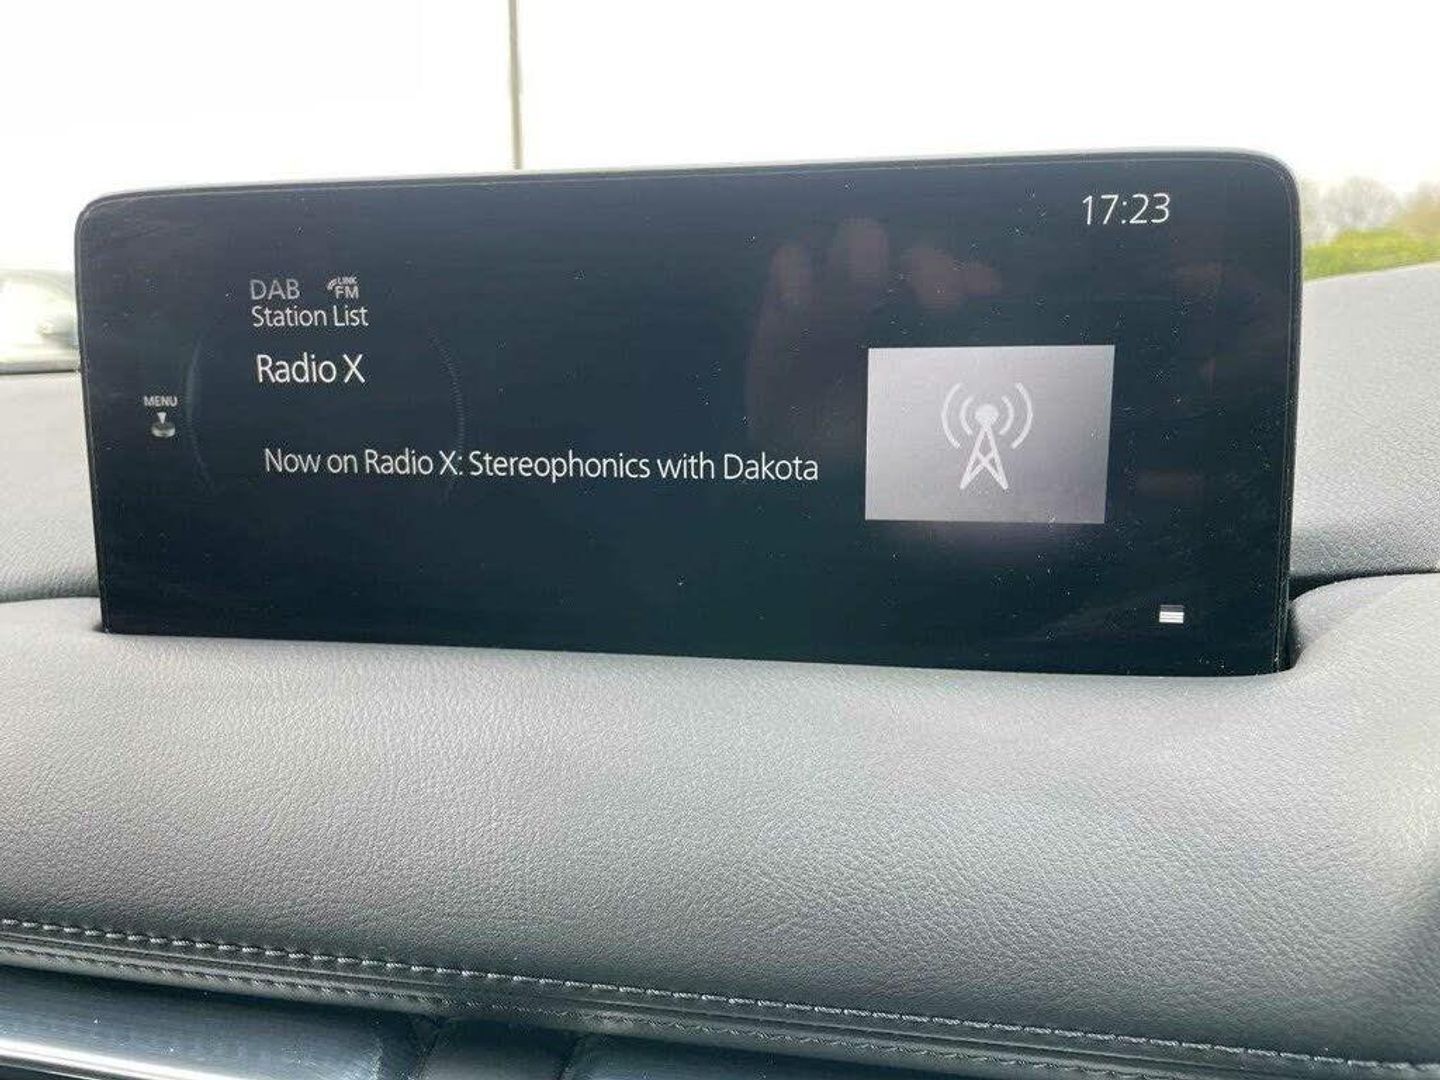 17:23
DAB LINK FM
Station List
Radio X
MENU
Now on Radio X: Stereophonics with Dakota